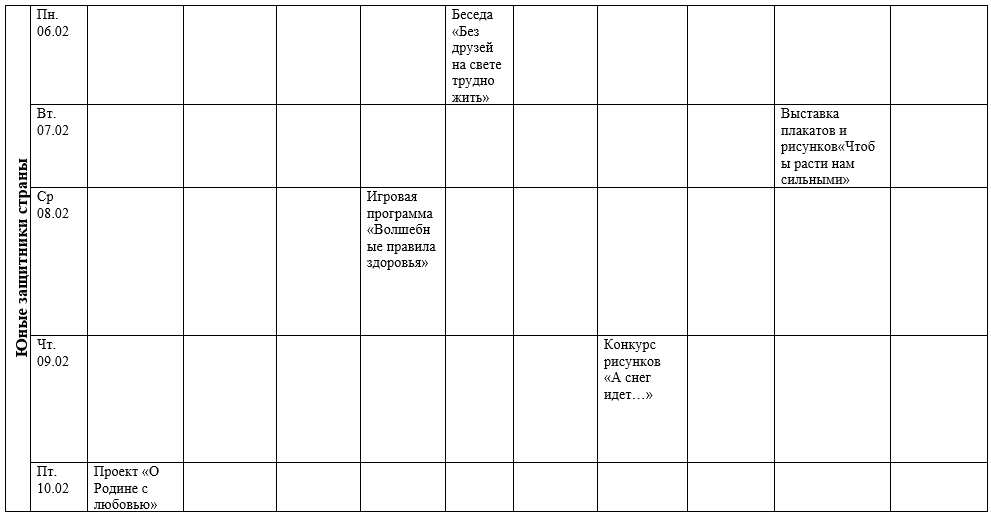 Юные защитники страны
Пн.
06.02
Беседа
«Без
друзей
на свете
трудно
жить»
Вт.
07.02
Выставка
плакатов и
рисунков«Чтоб
ы расти нам
сильными»
Ср
08.02
Игровая
программа
«Волшебн
ые правила
здоровья»
Чт.
09.02
Конкурс
рисунков
«А снег
идет…»
Пт.
10.02
Проект «О
Родине с
любовью»